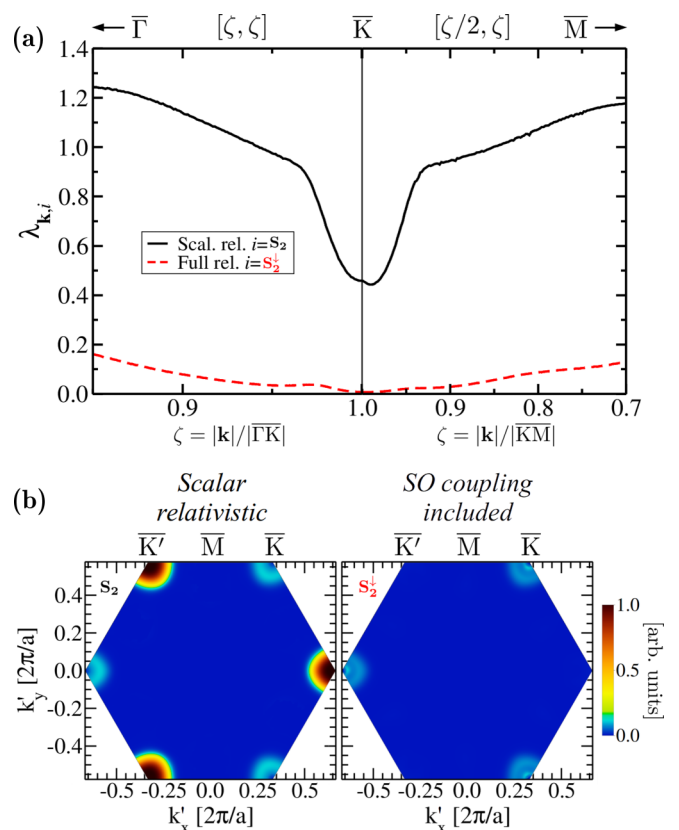 (a) ← Γ̅ [ζ, ζ] K̅ [ζ/2, ζ] M̅ →
1.4
1.2
1.0
0.8
0.6
0.4
0.2
0.0
λk,i
Scal. rel. i=S₂
Full rel. i=S₂↓
0.9 1.0 0.9 0.8 0.7
ζ = |k|/|Γ̅K̅| ζ = |k|/|K̅M̅|
(b) Scalar relativistic
SO coupling included
K̅′ M̅ K̅ K̅′ M̅ K̅
S₂ S₂↓
0.4
0.2
0.0
-0.2
-0.4
k′y [2π/a]
-0.5 -0.25 0.0 0.25 0.5 -0.5 -0.25 0.0 0.25 0.5
k′x [2π/a] k′x [2π/a]
1.0
0.5
0.0
[arb. units]